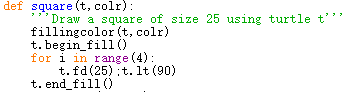 def square(t,colr):
'''Draw a square of size 25 using turtle t'''
fillingcolor(t,colr)
t.begin_fill()
for i in range(4):
t.fd(25);t.lt(90)
t.end_fill()